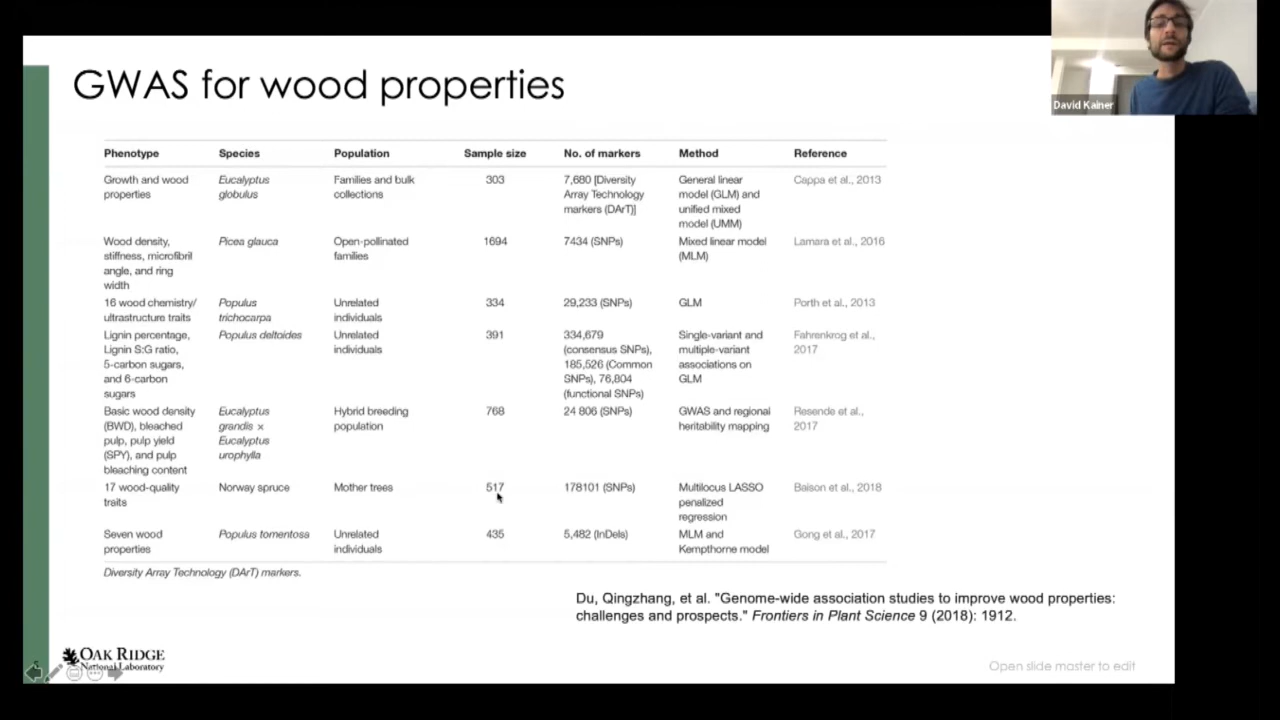 GWAS for wood properties
David Kainer
Phenotype Species Population Sample size No. of markers Method Reference
Growth and wood properties Eucalyptus globulus Families and bulk collections 303 7,680 [Diversity Array Technology markers (DArT)] General linear model (GLM) and unified mixed model (UMM) Cappa et al., 2013
Wood density, stiffness, microfibril angle, and ring width Picea glauca Open-pollinated families 1694 7434 (SNPs) Mixed linear model (MLM) Lamara et al., 2016
16 wood chemistry/ ultrastructure traits Populus trichocarpa Unrelated individuals 334 29,233 (SNPs) GLM Porth et al., 2013
Lignin percentage, Lignin S:G ratio, 5-carbon sugars, and 6-carbon sugars Populus deltoides Unrelated individuals 391 334,679 (consensus SNPs), 185,526 (Common SNPs), 76,804 (functional SNPs) Single-variant and multiple-variant associations on GLM Fahrenkrog et al., 2017
Basic wood density (BWD), bleached pulp, pulp yield (SPY), and pulp bleaching content Eucalyptus grandis × Eucalyptus urophylla Hybrid breeding population 768 24 806 (SNPs) GWAS and regional heritability mapping Resende et al., 2017
17 wood-quality traits Norway spruce Mother trees 517 178101 (SNPs) Multilocus LASSO penalized regression Baison et al., 2018
Seven wood properties Populus tomentosa Unrelated individuals 435 5,482 (InDels) MLM and Kempthorne model Gong et al., 2017
Diversity Array Technology (DArT) markers.
Du, Qingzhang, et al. "Genome-wide association studies to improve wood properties:
challenges and prospects." Frontiers in Plant Science 9 (2018): 1912.
OAK RIDGE
National Laboratory
Open slide master to edit